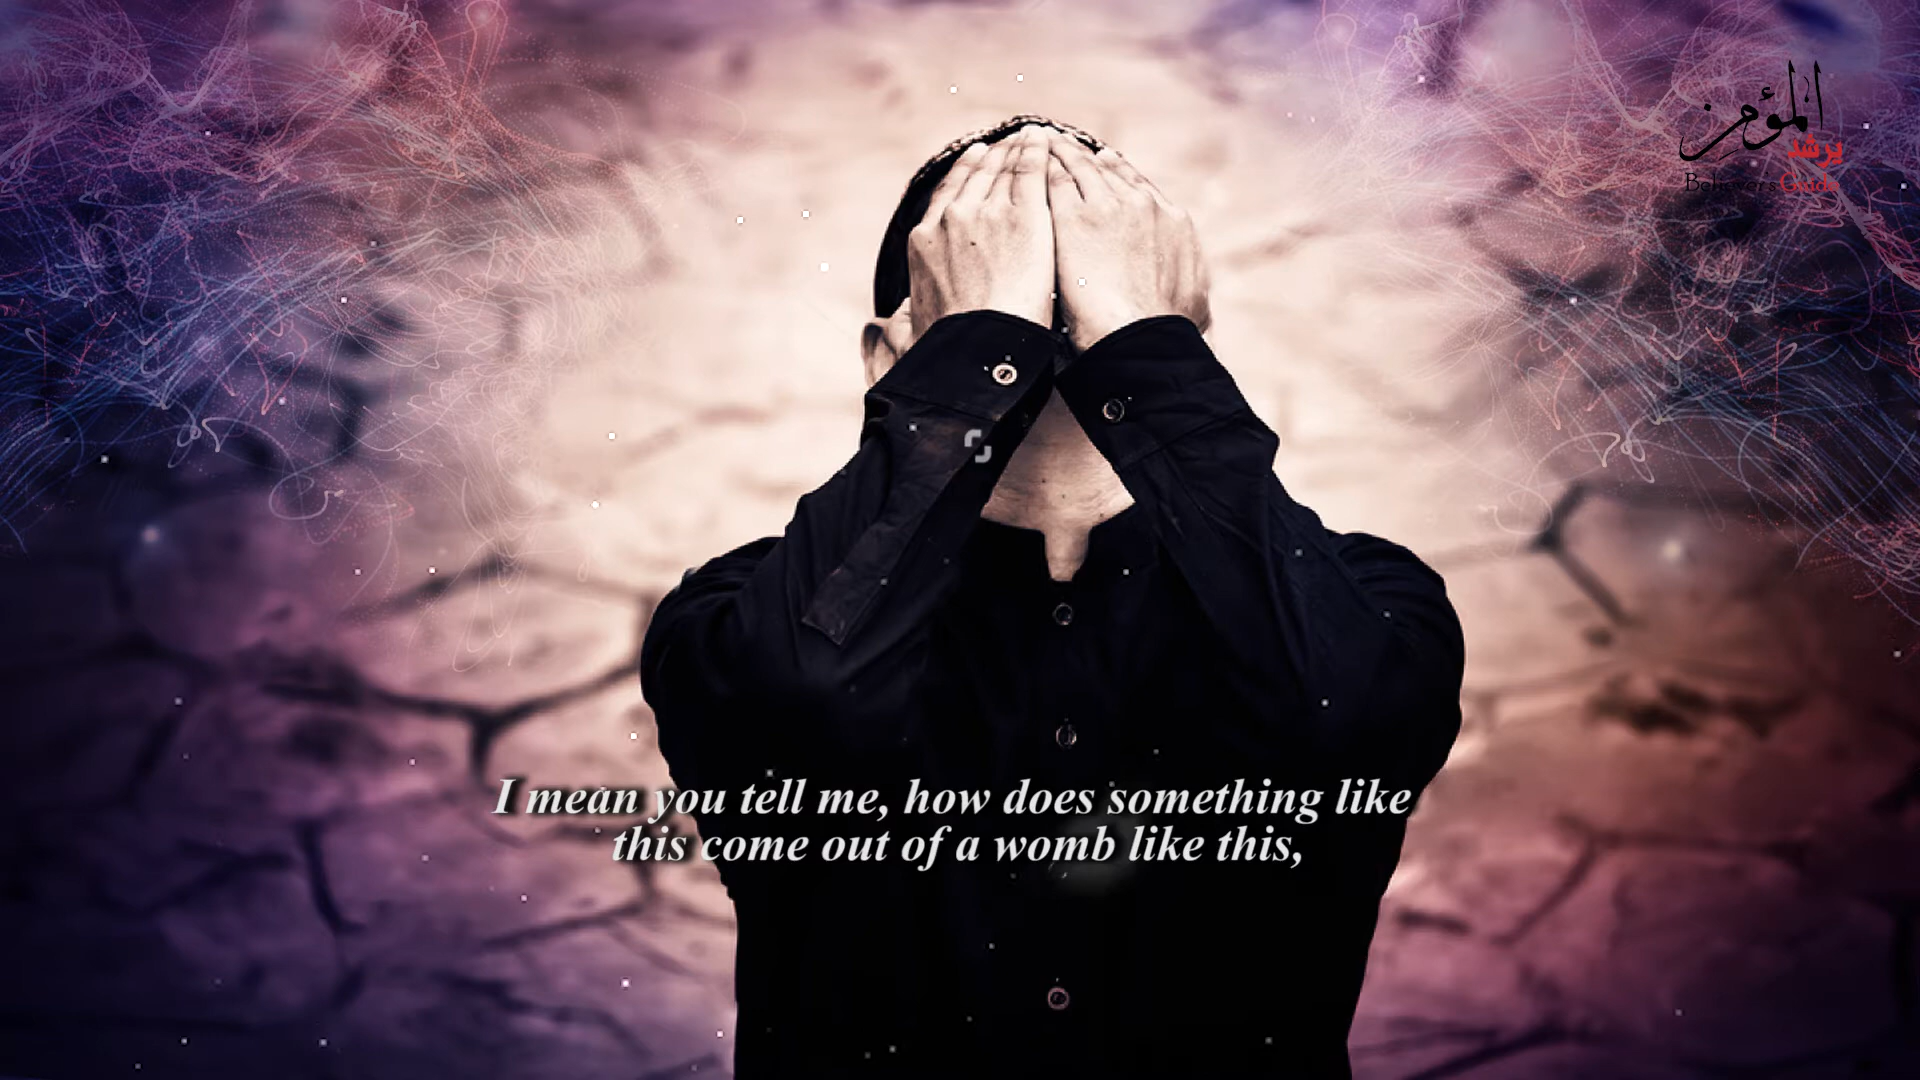 المؤمن
يرشد
Believers Guide
I mean you tell me, how does something like
this come out of a womb like this,